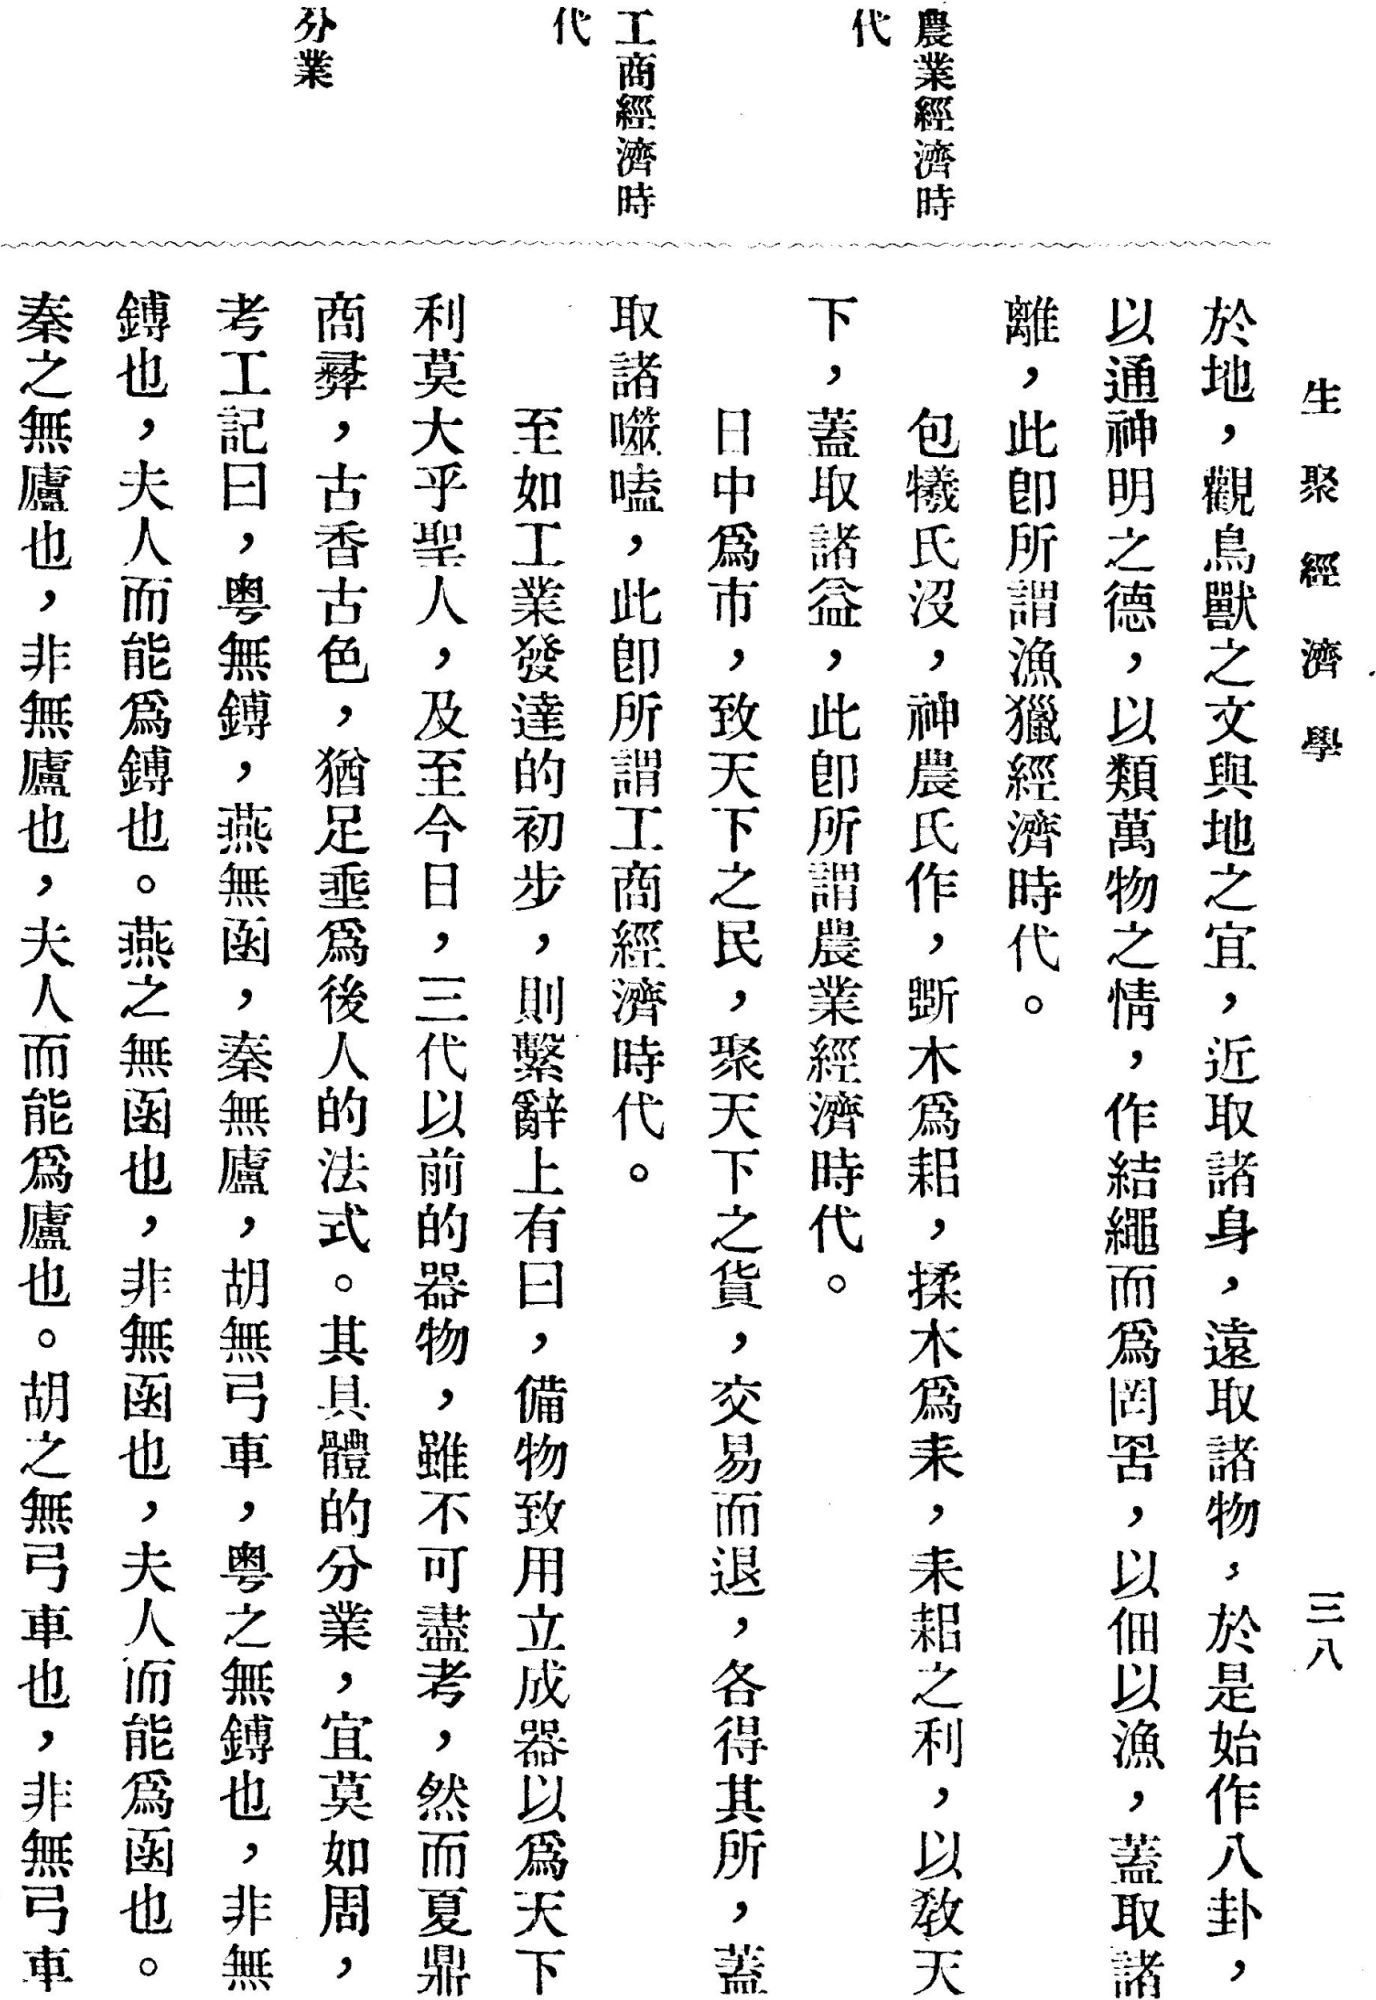 生聚經濟學
三八
農業經濟時
代
工商經濟時
代
分業
於地，觀鳥獸之文與地之宜，近取諸身，遠取諸物，於是始作八卦，
以通神明之德，以類萬物之情，作結繩而爲罔罟，以佃以漁，蓋取諸
離，此卽所謂漁獵經濟時代。
包犧氏沒，神農氏作，斲木爲耜，揉木爲耒，耒耜之利，以敎天
下，蓋取諸益，此卽所謂農業經濟時代。
日中爲市，致天下之民，聚天下之貨，交易而退，各得其所，蓋
取諸噬嗑，此卽所謂工商經濟時代。
至如工業發達的初步，則繫辭上有曰，備物致用立成器以爲天下
利莫大乎聖人，及至今日，三代以前的器物，雖不可盡考，然而夏鼎
商彝，古香古色，猶足垂爲後人的法式。其具體的分業，宜莫如周，
考工記曰，粤無鎛，燕無函，秦無廬，胡無弓車，粤之無鎛也，非無
鎛也，夫人而能爲鎛也。燕之無函也，非無函也，夫人而能爲函也。
秦之無廬也，非無廬也，夫人而能爲廬也。胡之無弓車也，非無弓車